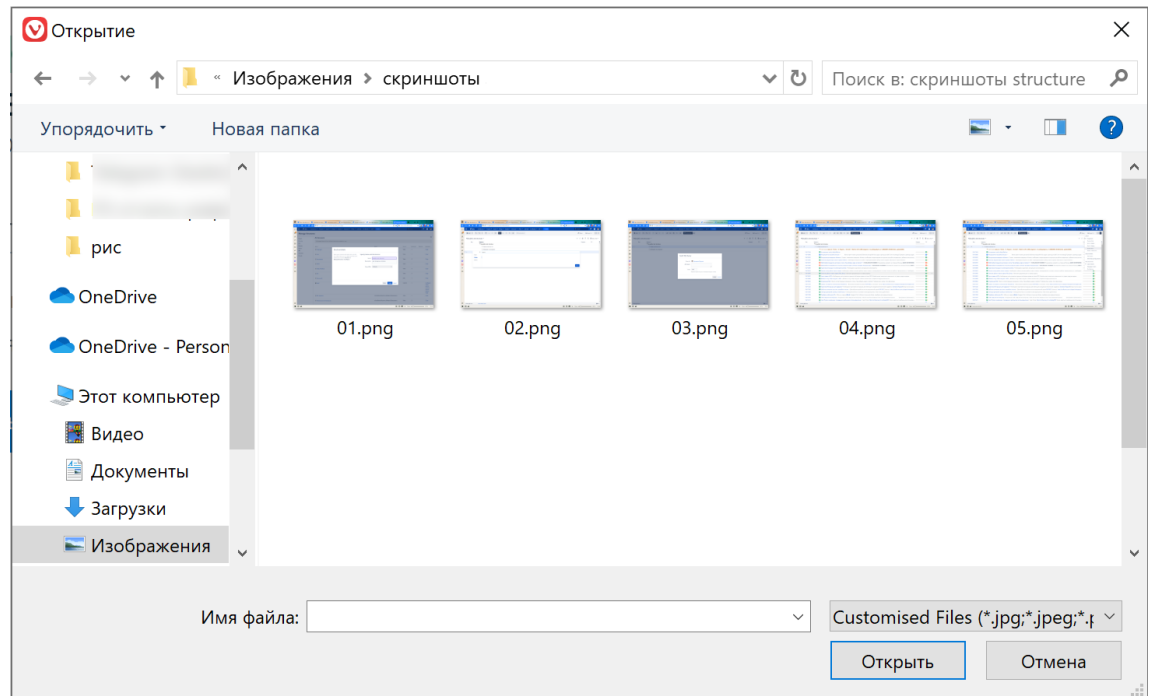 Открытие
« Изображения > скриншоты
Поиск в: скриншоты structure
Упорядочить
Новая папка
рис
OneDrive
OneDrive - Person
Этот компьютер
Видео
Документы
Загрузки
Изображения
01.png
02.png
03.png
04.png
05.png
Имя файла:
Customised Files (*.jpg;*.jpeg;*.p
Открыть
Отмена